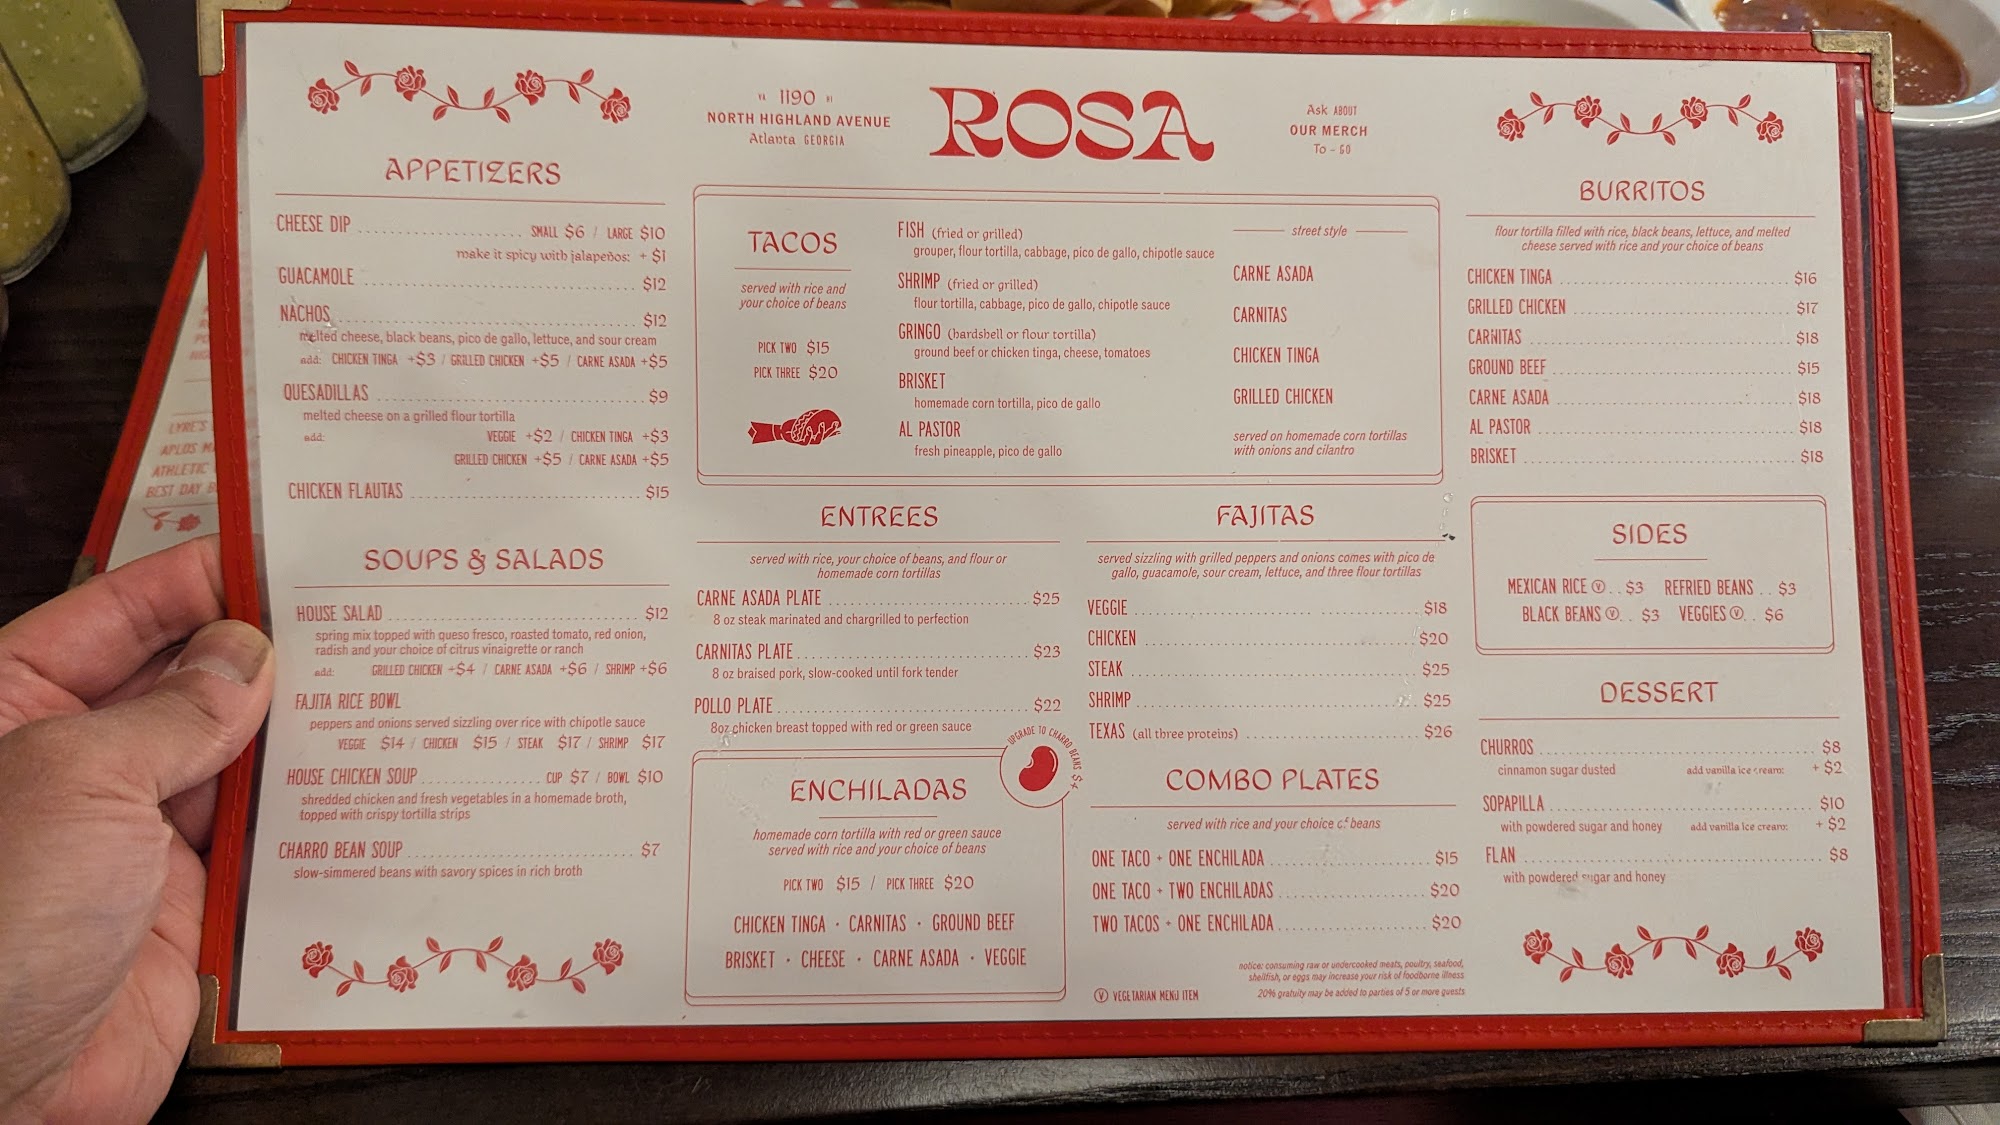 1190
NORTH HIGHLAND AVENUE
Atlanta GEORGIA
ROSA
Ask ABOUT
OUR MERCH
To - GO
APPETIZERS
CHEESE DIP SMALL $6 / LARGE $10
make it spicy with jalapeños: + $1
GUACAMOLE $12
NACHOS $12
melted cheese, black beans, pico de gallo, lettuce, and sour cream
add: CHICKEN TINGA +$3 / GRILLED CHICKEN +$5 / CARNE ASADA +$5
QUESADILLAS $9
melted cheese on a grilled flour tortilla
add: VEGGIE +$2 / CHICKEN TINGA +$3
GRILLED CHICKEN +$5 / CARNE ASADA +$5
CHICKEN FLAUTAS $15
SOUPS & SALADS
HOUSE SALAD $12
spring mix topped with queso fresco, roasted tomato, red onion,
radish and your choice of citrus vinaigrette or ranch
add: GRILLED CHICKEN +$4 / CARNE ASADA +$6 / SHRIMP +$6
FAJITA RICE BOWL
peppers and onions served sizzling over rice with chipotle sauce
VEGGIE $14 / CHICKEN $15 / STEAK $17 / SHRIMP $17
HOUSE CHICKEN SOUP CUP $7 / BOWL $10
shredded chicken and fresh vegetables in a homemade broth,
topped with crispy tortilla strips
CHARRO BEAN SOUP $7
slow-simmered beans with savory spices in rich broth
TACOS
served with rice and
your choice of beans
PICK TWO $15
PICK THREE $20
FISH (fried or grilled)
grouper, flour tortilla, cabbage, pico de gallo, chipotle sauce
SHRIMP (fried or grilled)
flour tortilla, cabbage, pico de gallo, chipotle sauce
GRINGO (hardshell or flour tortilla)
ground beef or chicken tinga, cheese, tomatoes
BRISKET
homemade corn tortilla, pico de gallo
AL PASTOR
fresh pineapple, pico de gallo
street style
CARNE ASADA
CARNITAS
CHICKEN TINGA
GRILLED CHICKEN
served on homemade corn tortillas
with onions and cilantro
ENTREES
served with rice, your choice of beans, and flour or
homemade corn tortillas
CARNE ASADA PLATE $25
8 oz steak marinated and chargrilled to perfection
CARNITAS PLATE $23
8 oz braised pork, slow-cooked until fork tender
POLLO PLATE $22
8oz chicken breast topped with red or green sauce
UPGRADE TO CHARRO BEANS $4
ENCHILADAS
homemade corn tortilla with red or green sauce
served with rice and your choice of beans
PICK TWO $15 / PICK THREE $20
CHICKEN TINGA • CARNITAS • GROUND BEEF
BRISKET • CHEESE • CARNE ASADA • VEGGIE
FAJITAS
served sizzling with grilled peppers and onions comes with pico de
gallo, guacamole, sour cream, lettuce, and three flour tortillas
VEGGIE $18
CHICKEN $20
STEAK $25
SHRIMP $25
TEXAS (all three proteins) $26
COMBO PLATES
served with rice and your choice of beans
ONE TACO + ONE ENCHILADA $15
ONE TACO + TWO ENCHILADAS $20
TWO TACOS + ONE ENCHILADA $20
notice: consuming raw or undercooked meats, poultry, seafood,
shellfish, or eggs may increase your risk of foodborne illness
Ⓥ VEGETARIAN MENU ITEM
20% gratuity may be added to parties of 5 or more guests
BURRITOS
flour tortilla filled with rice, black beans, lettuce, and melted
cheese served with rice and your choice of beans
CHICKEN TINGA $16
GRILLED CHICKEN $17
CARNITAS $18
GROUND BEEF $15
CARNE ASADA $18
AL PASTOR $18
BRISKET $18
SIDES
MEXICAN RICE Ⓥ . . $3 REFRIED BEANS . . $3
BLACK BEANS Ⓥ . . $3 VEGGIES Ⓥ . . $6
DESSERT
CHURROS $8
cinnamon sugar dusted add vanilla ice cream: + $2
SOPAPILLA $10
with powdered sugar and honey add vanilla ice cream: + $2
FLAN $8
with powdered sugar and honey
LYRE'S
APLOS
ATHLETIC
BEST DAY